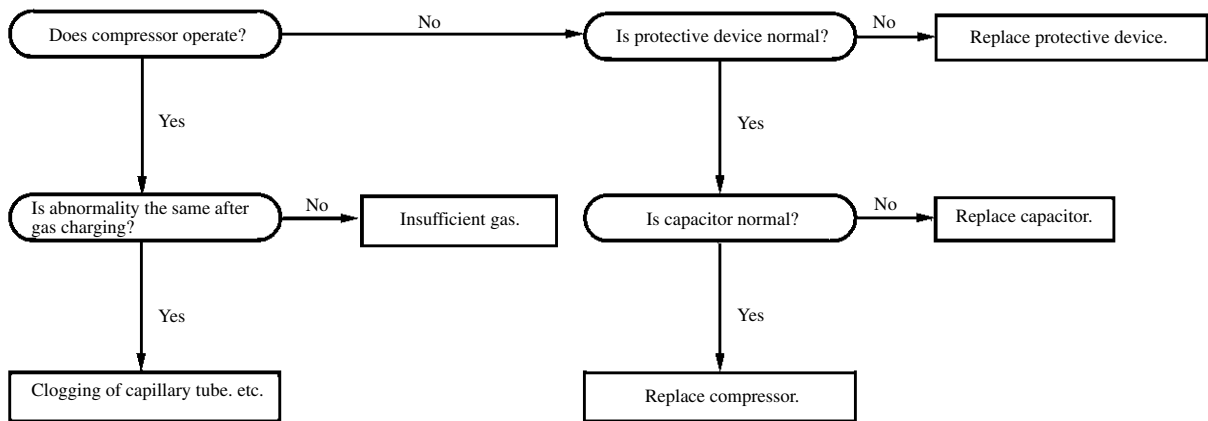 Does compressor operate?
No
Is protective device normal?
No
Replace protective device.
Yes
Yes
Is abnormality the same after
gas charging?
No
Insufficient gas.
Is capacitor normal?
No
Replace capacitor.
Yes
Yes
Clogging of capillary tube. etc.
Replace compressor.